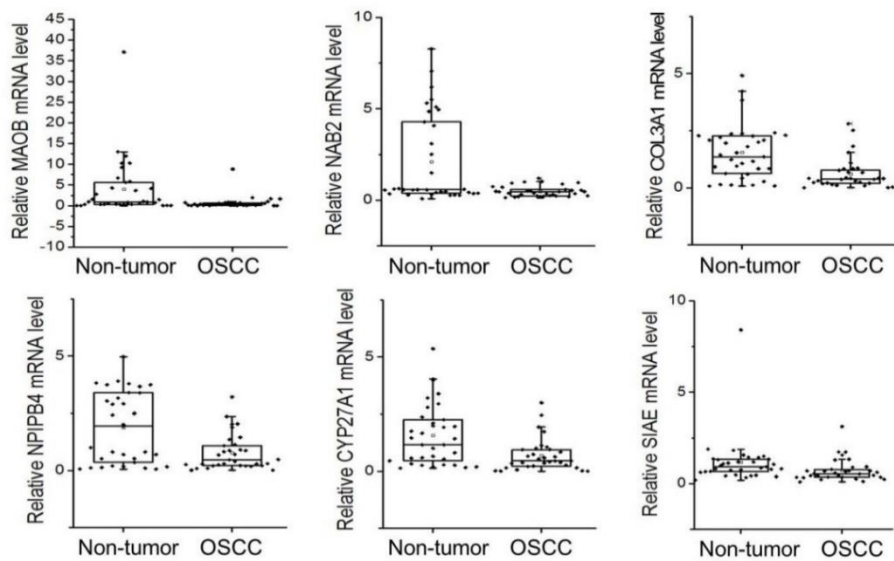 Relative MAOB mRNA level
45
40
35
30
25
20
15
10
5
0
-5
-10
Non-tumor OSCC
Relative NAB2 mRNA level
10
5
0
Non-tumor OSCC
Relative COL3A1 mRNA level
5
0
Non-tumor OSCC
Relative NPIPB4 mRNA level
5
0
Non-tumor OSCC
Relative CYP27A1 mRNA level
5
0
Non-tumor OSCC
Relative SIAE mRNA level
10
5
0
Non-tumor OSCC